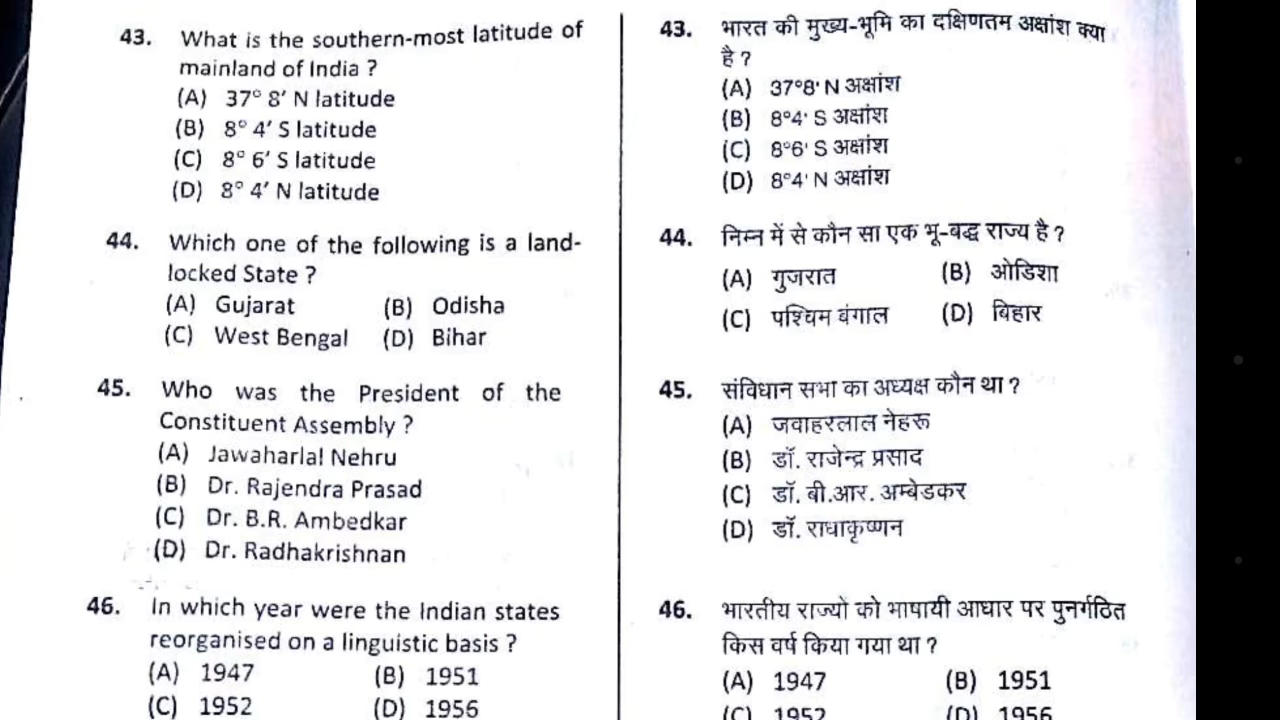 43. What is the southern-most latitude of
mainland of India ?
(A) 37° 8′ N latitude
(B) 8° 4′ S latitude
(C) 8° 6′ S latitude
(D) 8° 4′ N latitude
44. Which one of the following is a land-
locked State ?
(A) Gujarat (B) Odisha
(C) West Bengal (D) Bihar
45. Who was the President of the
Constituent Assembly ?
(A) Jawaharlal Nehru
(B) Dr. Rajendra Prasad
(C) Dr. B.R. Ambedkar
(D) Dr. Radhakrishnan
46. In which year were the Indian states
reorganised on a linguistic basis ?
(A) 1947 (B) 1951
(C) 1952 (D) 1956
43. भारत की मुख्य-भूमि का दक्षिणतम अक्षांश क्या
है ?
(A) 37°8' N अक्षांश
(B) 8°4' S अक्षांश
(C) 8°6' S अक्षांश
(D) 8°4' N अक्षांश
44. निम्न में से कौन सा एक भू-बद्ध राज्य है ?
(A) गुजरात (B) ओडिशा
(C) पश्चिम बंगाल (D) बिहार
45. संविधान सभा का अध्यक्ष कौन था ?
(A) जवाहरलाल नेहरू
(B) डॉ. राजेन्द्र प्रसाद
(C) डॉ. बी.आर. अम्बेडकर
(D) डॉ. राधाकृष्णन
46. भारतीय राज्यों को भाषायी आधार पर पुनर्गठित
किस वर्ष किया गया था ?
(A) 1947 (B) 1951
(C) 1952 (D) 1956